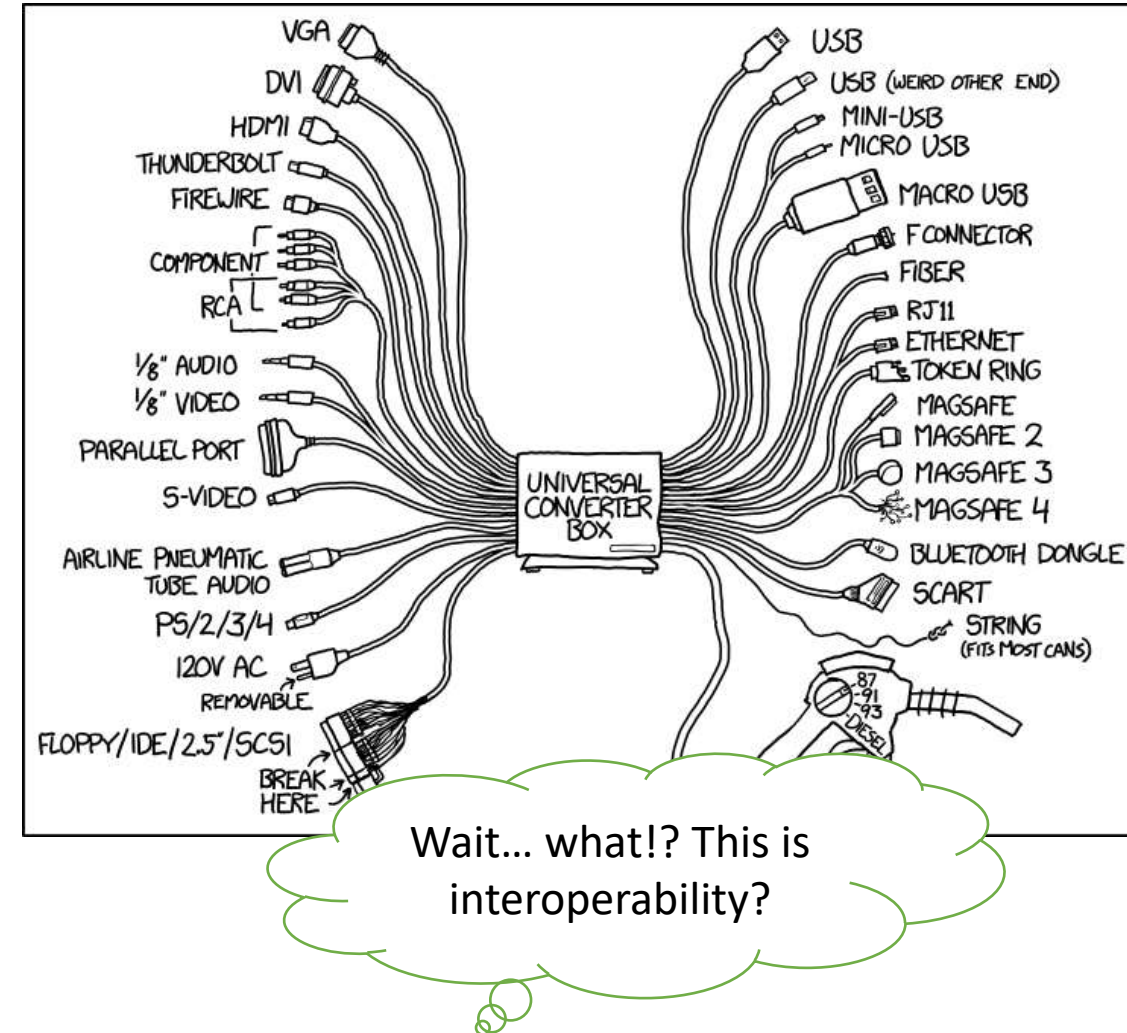 VGA
DVI
HDMI
THUNDERBOLT
FIREWIRE
COMPONENT
RCA
1/8" AUDIO
1/8" VIDEO
PARALLEL PORT
S-VIDEO
AIRLINE PNEUMATIC
TUBE AUDIO
PS/2/3/4
120V AC
REMOVABLE
FLOPPY/IDE/2.5"/SCSI
BREAK
HERE
UNIVERSAL
CONVERTER
BOX
USB
USB (WEIRD OTHER END)
MINI-USB
MICRO USB
MACRO USB
F CONNECTOR
FIBER
RJ11
ETHERNET
TOKEN RING
MAGSAFE
MAGSAFE 2
MAGSAFE 3
MAGSAFE 4
BLUETOOTH DONGLE
SCART
STRING
(FITS MOST CANS)
87
91
93
DIESEL
Wait... what!? This is
interoperability?